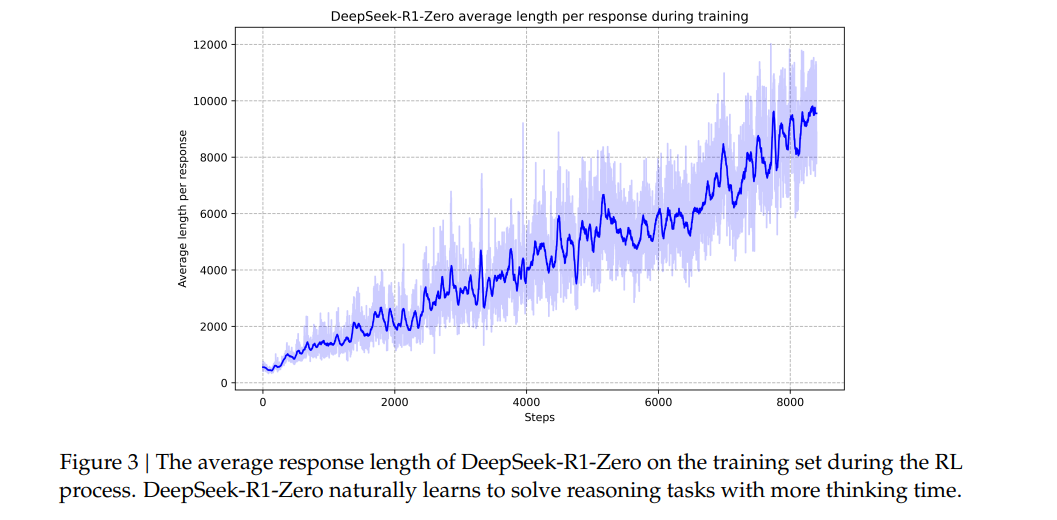 DeepSeek-R1-Zero average length per response during training
12000
10000
8000
6000
4000
2000
0
Average length per response
0 2000 4000 6000 8000
Steps
Figure 3 | The average response length of DeepSeek-R1-Zero on the training set during the RL
process. DeepSeek-R1-Zero naturally learns to solve reasoning tasks with more thinking time.